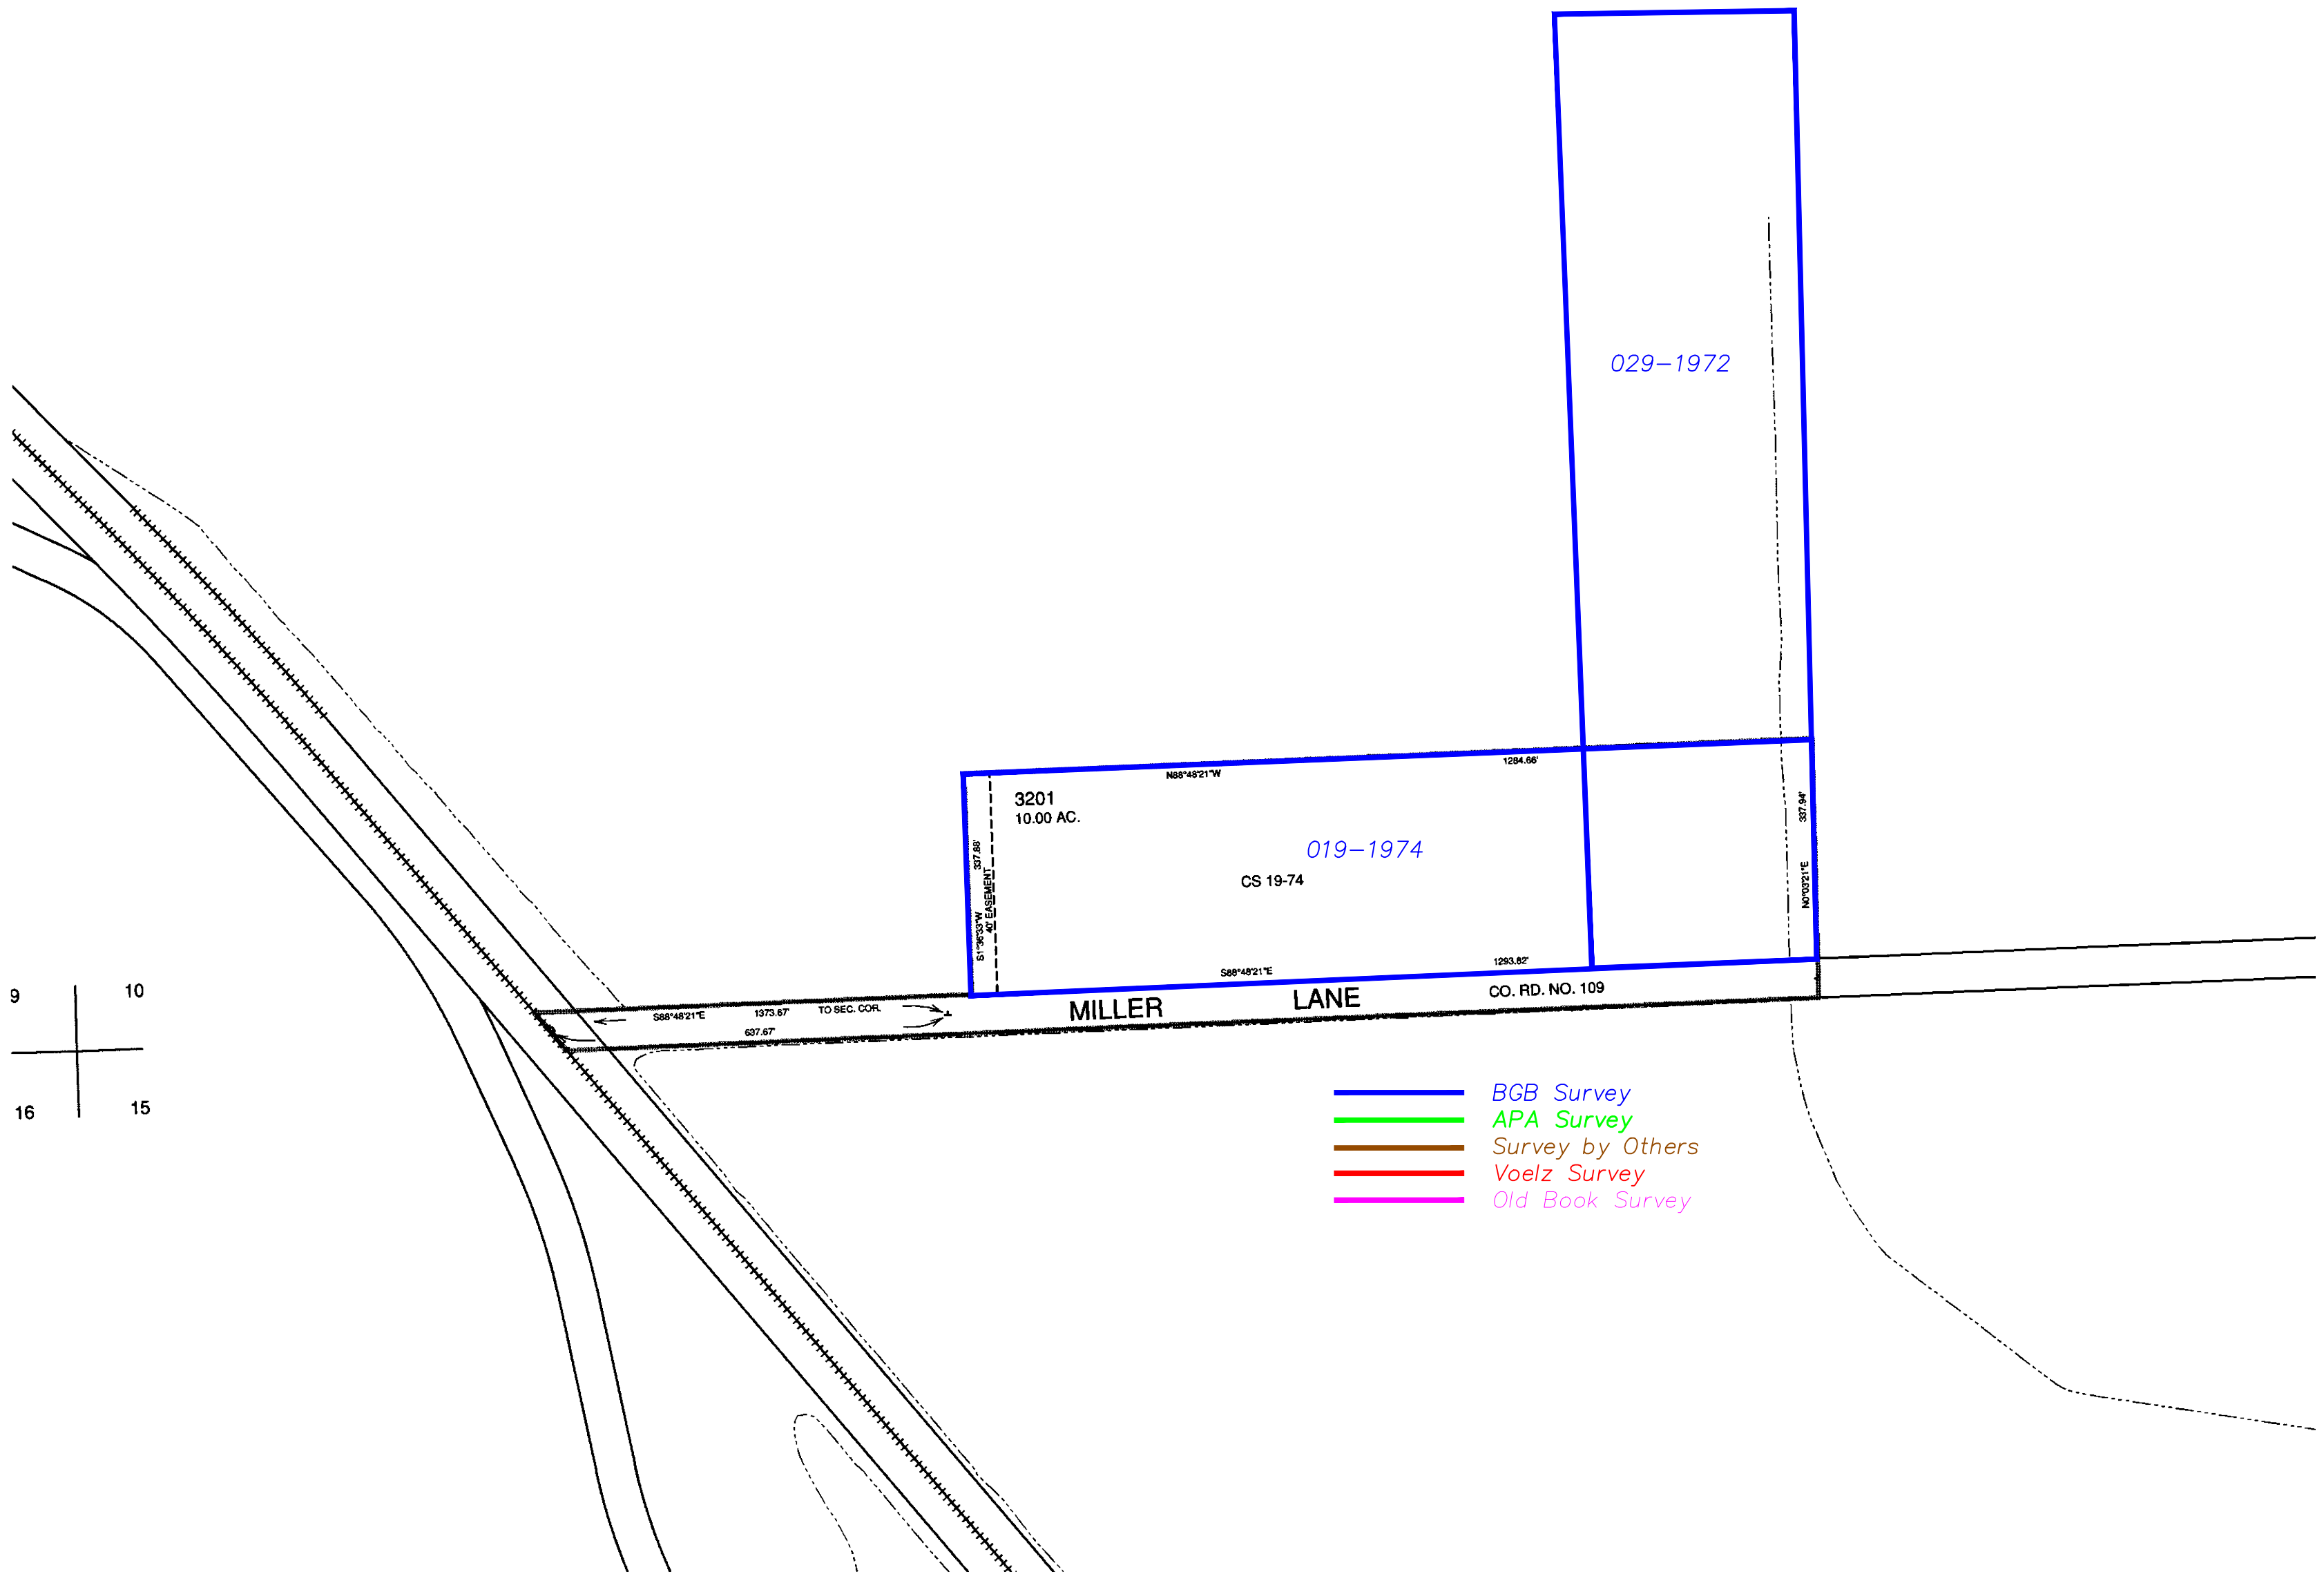 029–1972
N88°48'21"W
1284.66'
3201
10.00 AC.
337.94'
019–1974
337.88'
CS 19-74
N0°03'21"E
40' EASEMENT
S1°36'33"W
1293.82'
S88°48'21"E
CO. RD. NO. 109
MILLER LANE
S88°48'21"E 1373.67' TO SEC. COR.
637.67'
9 10
16 15
BGB Survey
APA Survey
Survey by Others
Voelz Survey
Old Book Survey